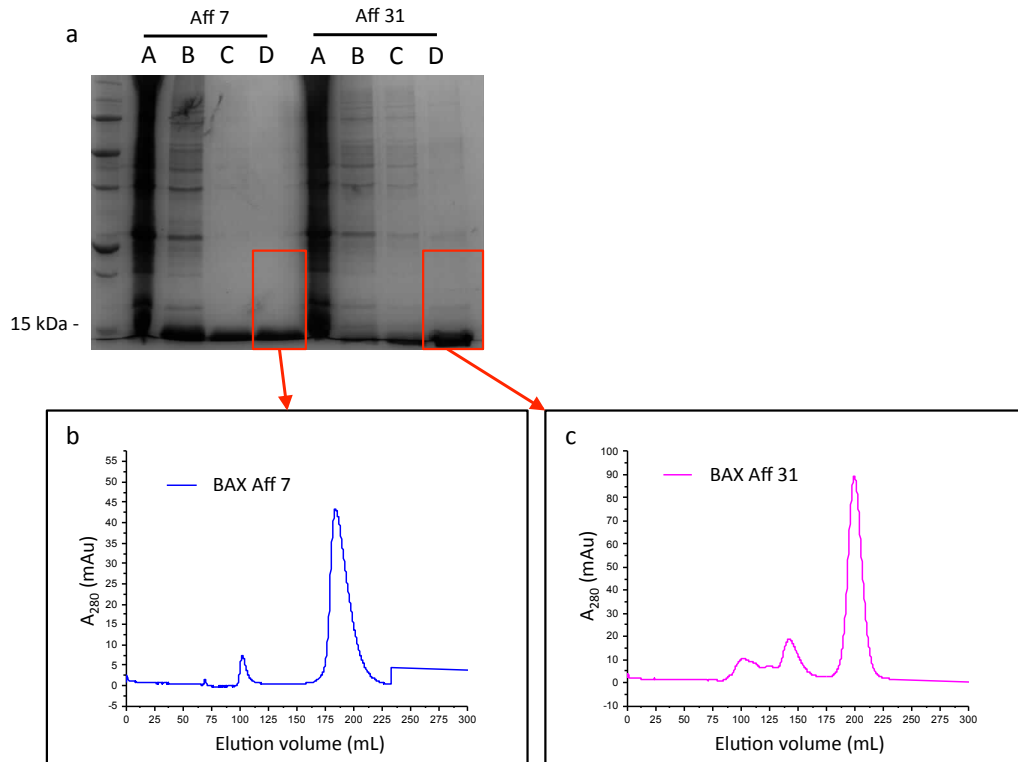 a
Aff 7 Aff 31
A B C D A B C D
15 kDa -
b
BAX Aff 7
55
50
45
40
35
30
25
20
15
10
5
0
-5
A280 (mAu)
0 25 50 75 100 125 150 175 200 225 250 275 300
Elution volume (mL)
c
BAX Aff 31
100
90
80
70
60
50
40
30
20
10
0
-10
A280 (mAu)
0 25 50 75 100 125 150 175 200 225 250 275 300
Elution volume (mL)